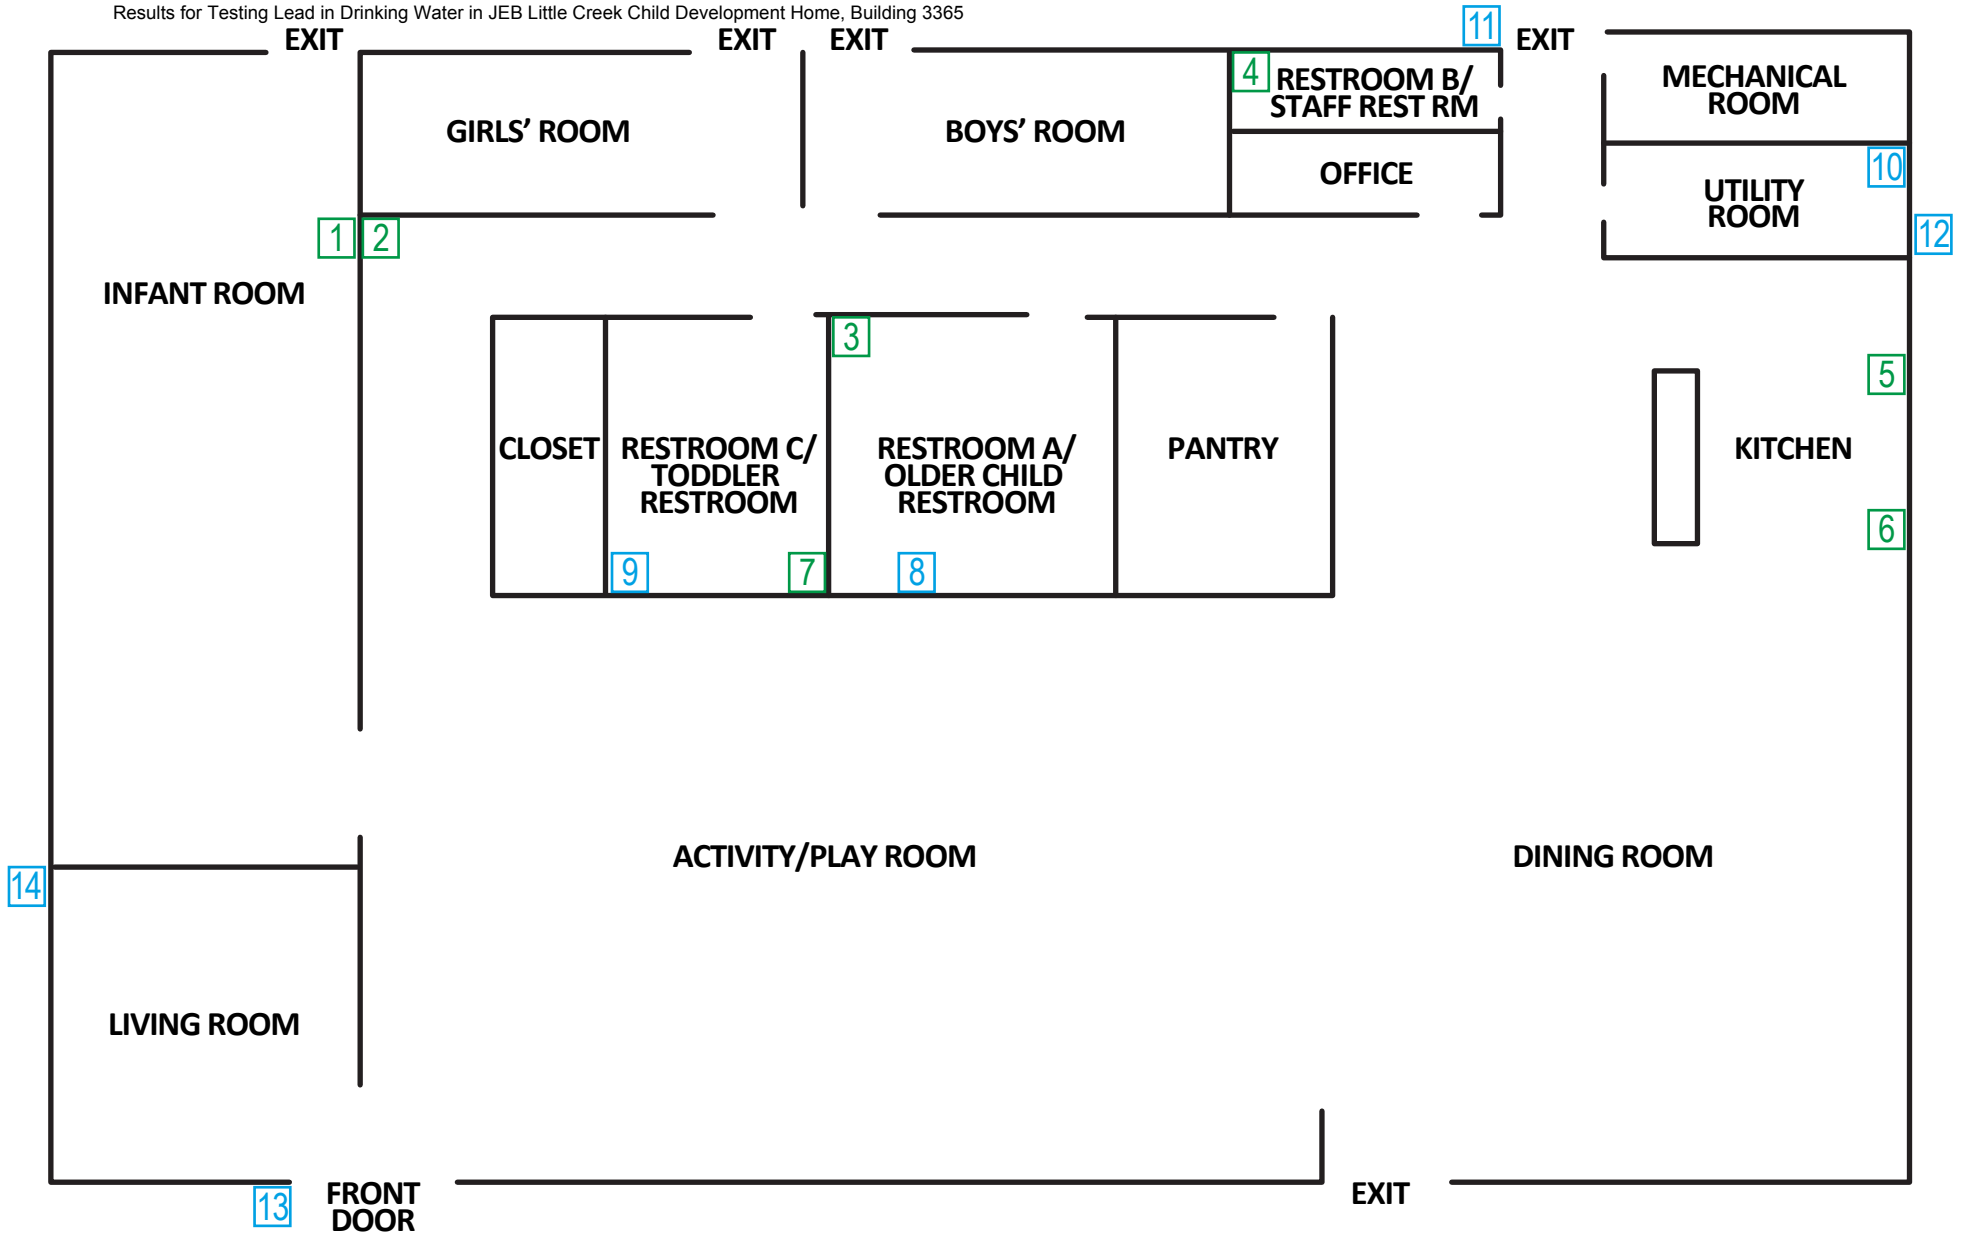 Results for Testing Lead in Drinking Water in JEB Little Creek Child Development Home, Building 3365
EXIT
EXIT
EXIT
11
EXIT
4
RESTROOM B/
STAFF REST RM
MECHANICAL
ROOM
GIRLS’ ROOM
BOYS’ ROOM
OFFICE
10
UTILITY
ROOM
1
2
12
INFANT ROOM
3
5
CLOSET
RESTROOM C/
TODDLER
RESTROOM
RESTROOM A/
OLDER CHILD
RESTROOM
PANTRY
KITCHEN
6
9
7
8
ACTIVITY/PLAY ROOM
DINING ROOM
14
LIVING ROOM
13
FRONT
DOOR
EXIT